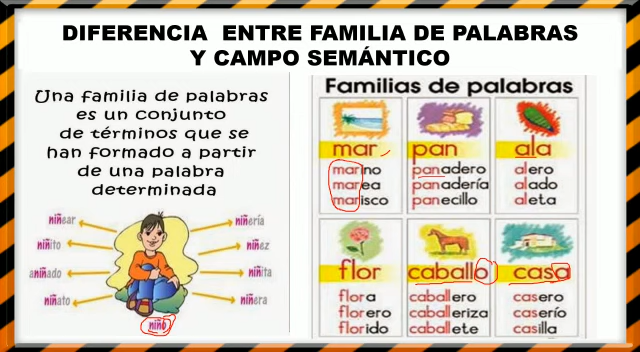 DIFERENCIA ENTRE FAMILIA DE PALABRAS
Y CAMPO SEMÁNTICO
Una familia de palabras
es un conjunto
de términos que se
han formado a partir
de una palabra
determinada
niñear
niñería
niñito
niñez
aniñado
niñita
niñato
niñera
niño
Familias de palabras
mar
marino
marea
marisco
pan
panadero
panadería
panecillo
ala
alero
alado
aleta
flor
flora
florero
florido
caballo
caballero
caballeriza
caballete
casa
casero
caserío
casilla